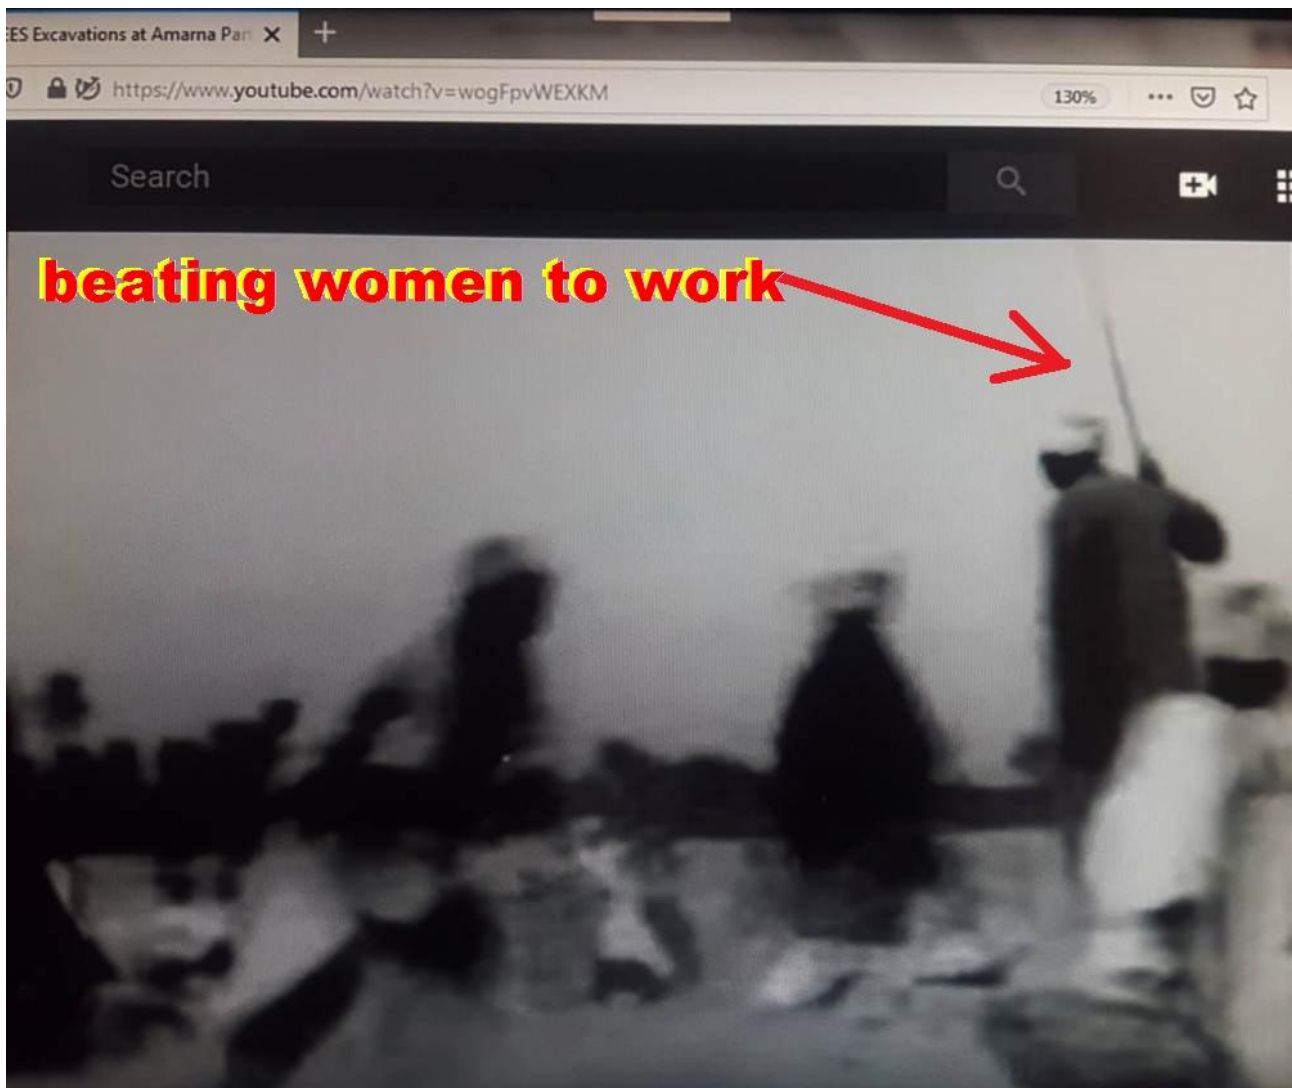 EES Excavations at Amarna Par
https://www.youtube.com/watch?v=wogFpvWEXKM
130%
Search
beating women to work